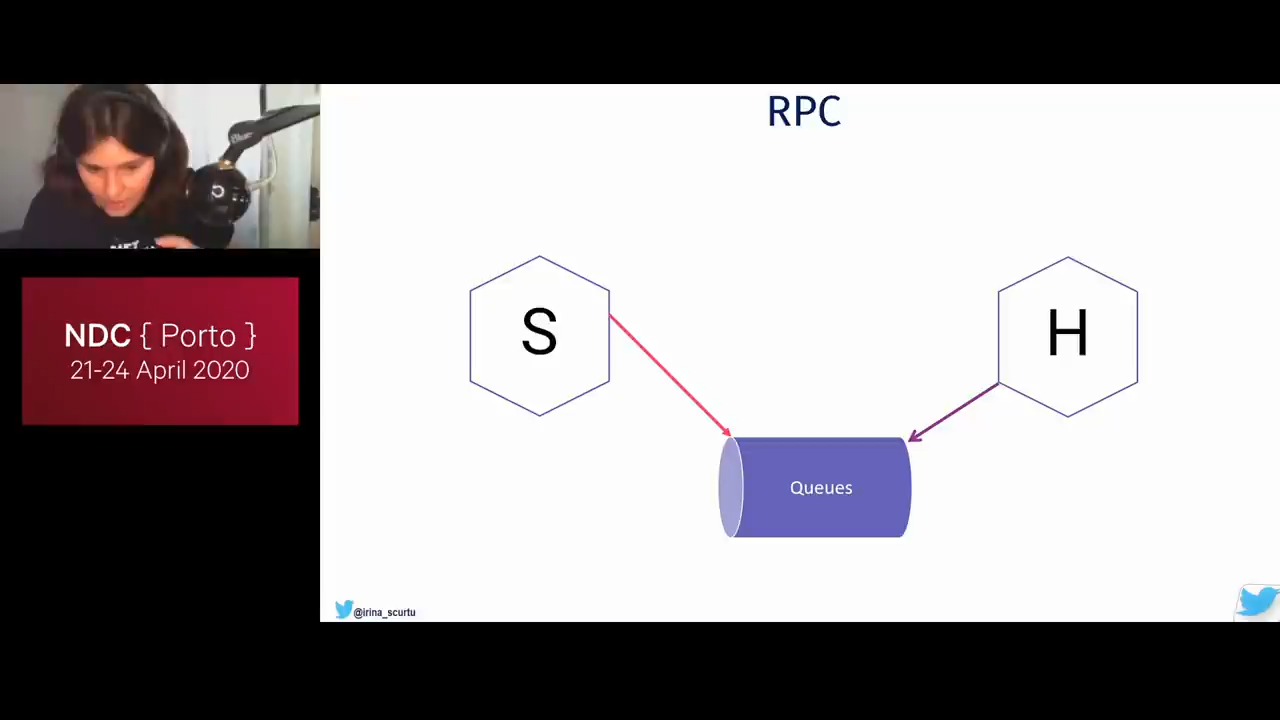 RPC
S
H
NDC { Porto }
21-24 April 2020
Queues
@irina_scurtu